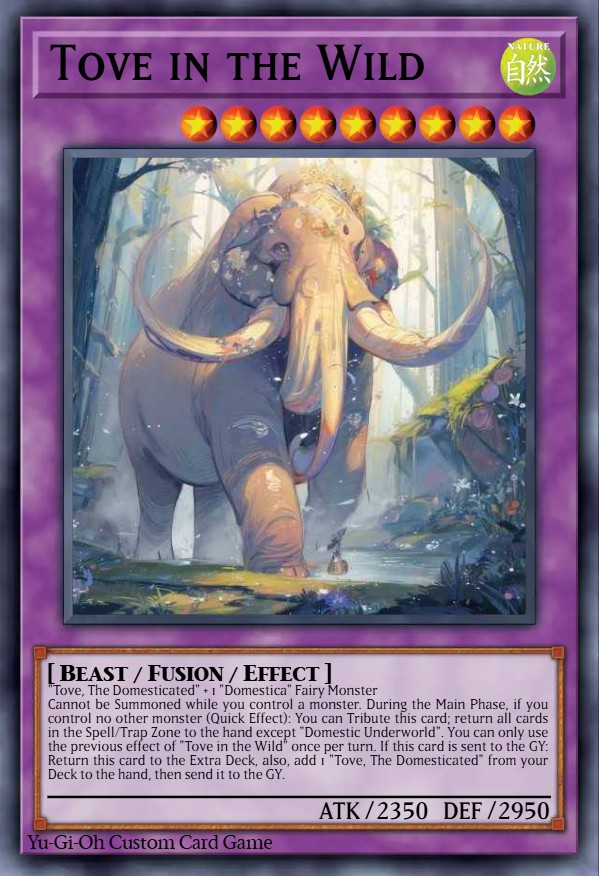 Tove in the Wild
NATURE
自然
[ Beast / Fusion / Effect ]
"Tove, The Domesticated" + 1 "Domestica" Fairy Monster
Cannot be Summoned while you control a monster. During the Main Phase, if you
control no other monster (Quick Effect): You can Tribute this card; return all cards
in the Spell/Trap Zone to the hand except "Domestic Underworld". You can only use
the previous effect of "Tove in the Wild" once per turn. If this card is sent to the GY:
Return this card to the Extra Deck, also, add 1 "Tove, The Domesticated" from your
Deck to the hand, then send it to the GY.
ATK/2350 DEF/2950
Yu-Gi-Oh Custom Card Game